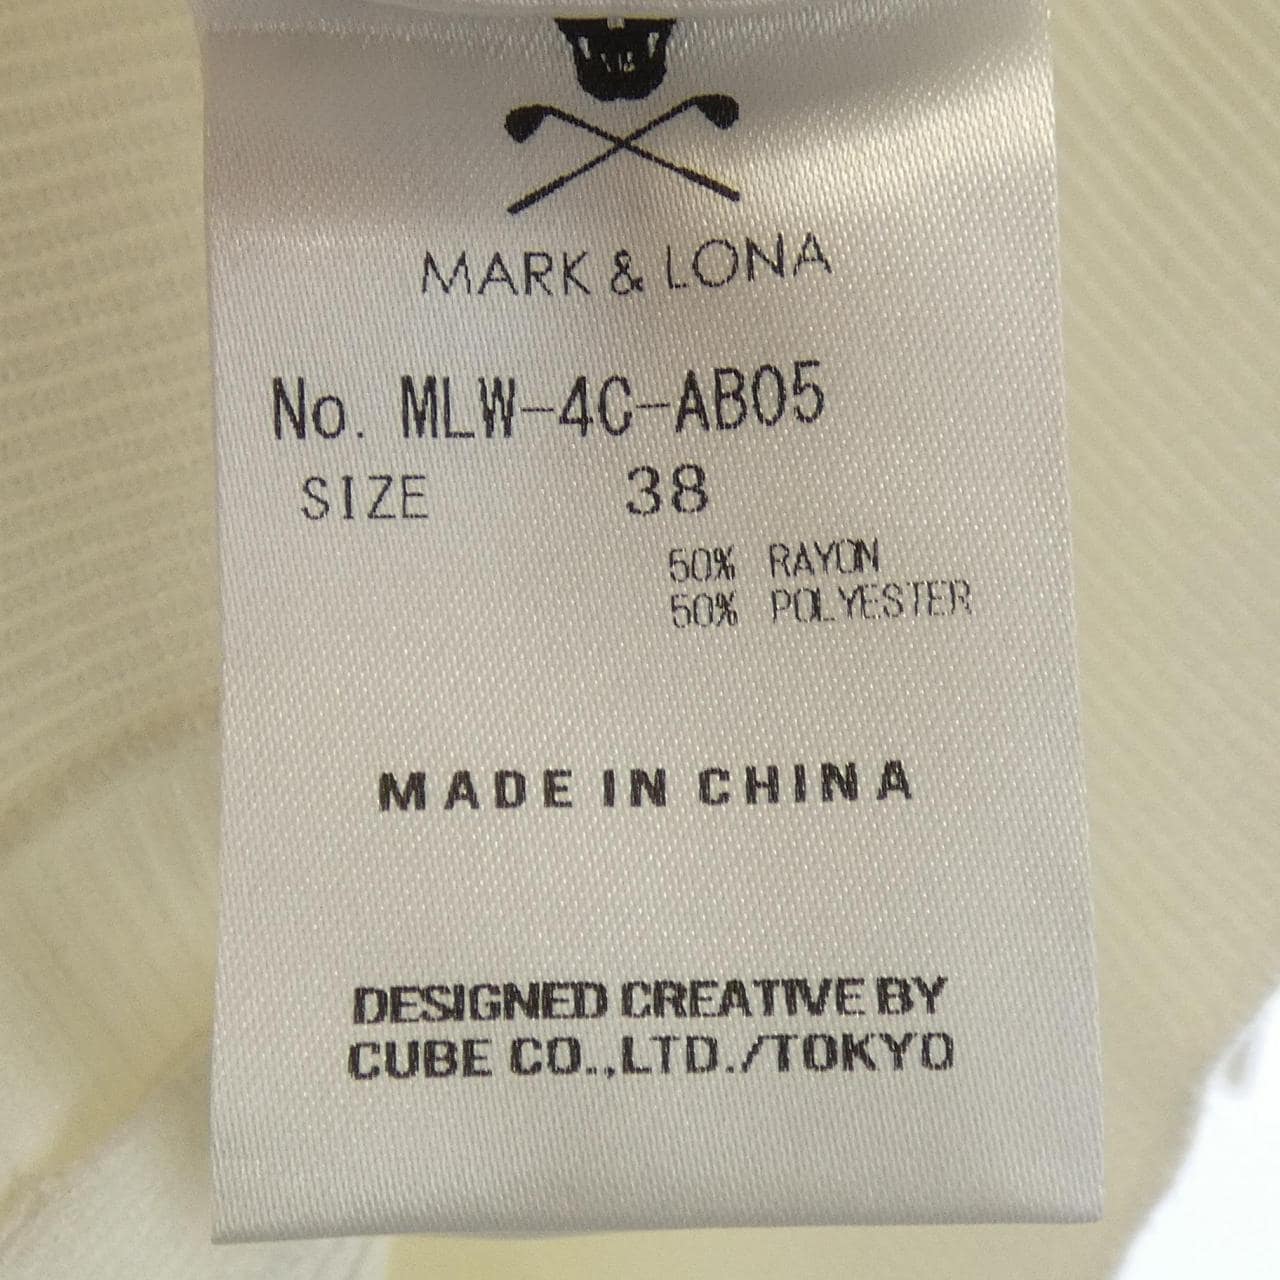 MARK & LONA
No. MLW-4C-AB05
SIZE 38
50% RAYON
50% POLYESTER
MADE IN CHINA
DESIGNED CREATIVE BY
CUBE CO.,LTD./TOKYO